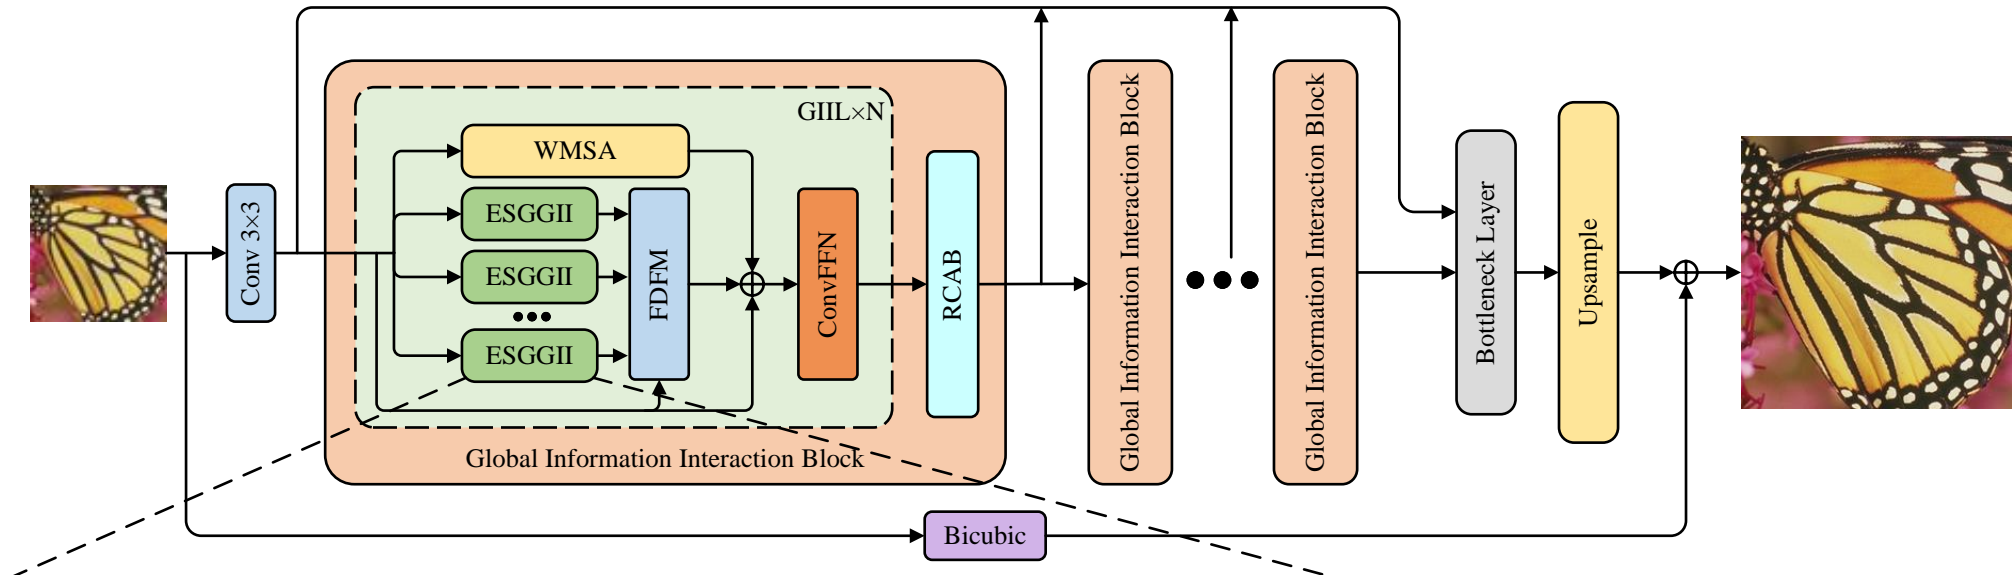 GIIL×N
WMSA
ESGGII
ESGGII
ESGGII
Conv 3×3
FDFM
ConvFFN
RCAB
Global Information Interaction Block
Global Information Interaction Block
Global Information Interaction Block
Bottleneck Layer
Upsample
Bicubic